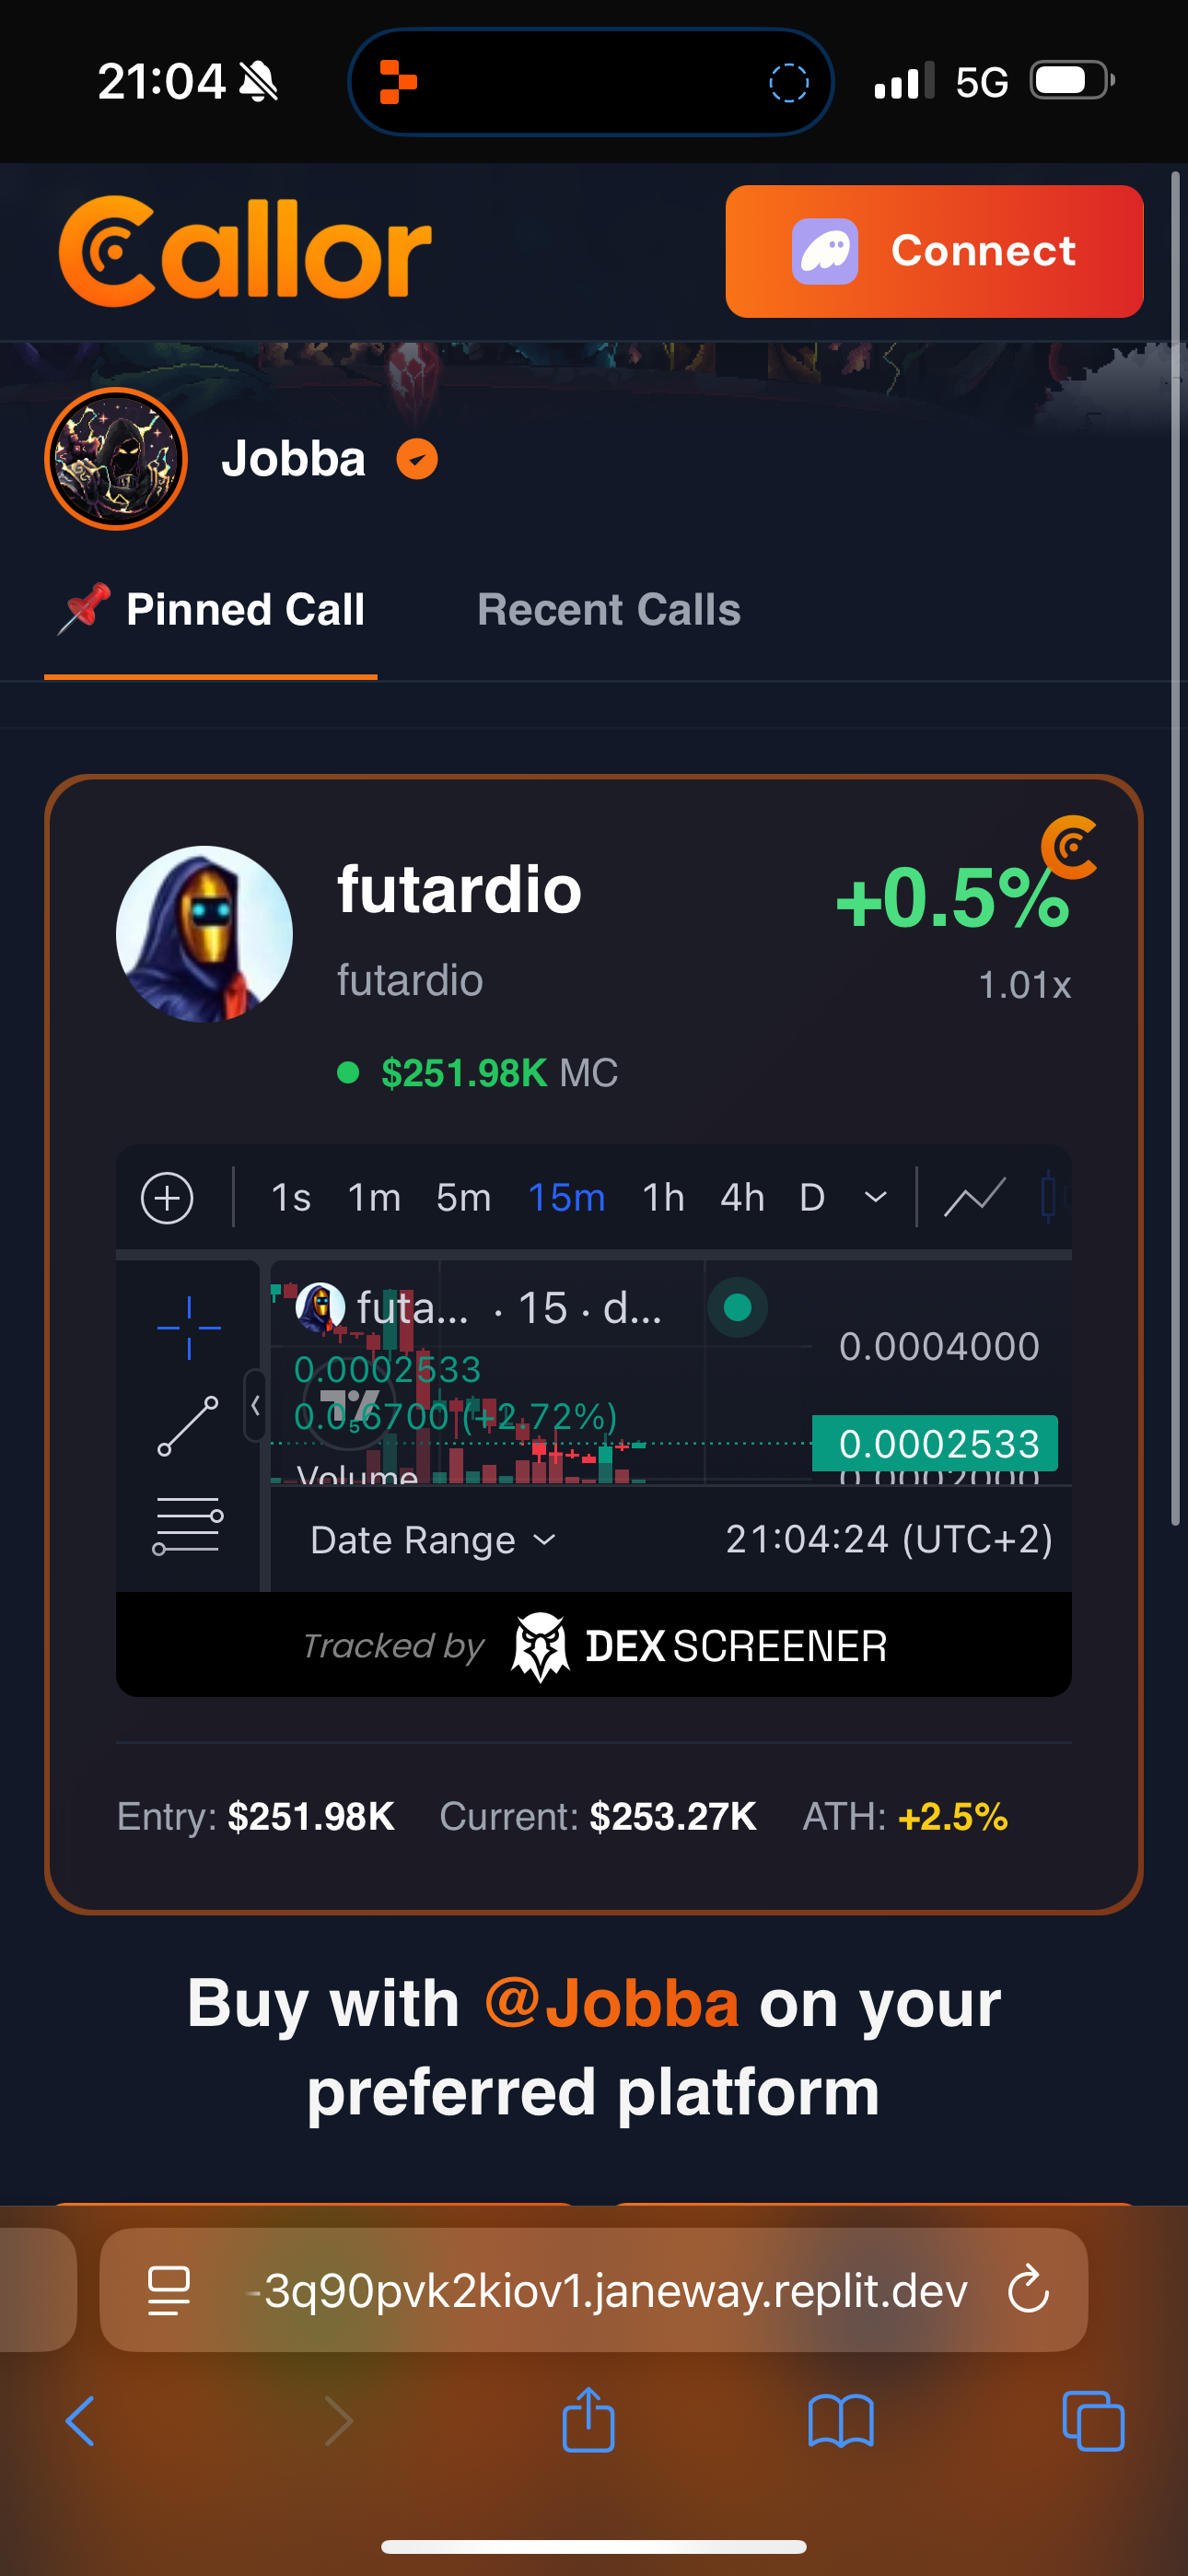 21:04
5G
Callor
Connect
Jobba
Pinned Call
Recent Calls
futardio
+0.5%
futardio
1.01x
$251.98K MC
1s 1m 5m 15m 1h 4h D
futa... · 15 · d...
0.0004000
0.0002533
0.0₅6700 (+2.72%)
0.0002533
0.0002000
Volume
Date Range
21:04:24 (UTC+2)
Tracked by DEX SCREENER
Entry: $251.98K Current: $253.27K ATH: +2.5%
Buy with @Jobba on your
preferred platform
-3q90pvk2kiov1.janeway.replit.dev